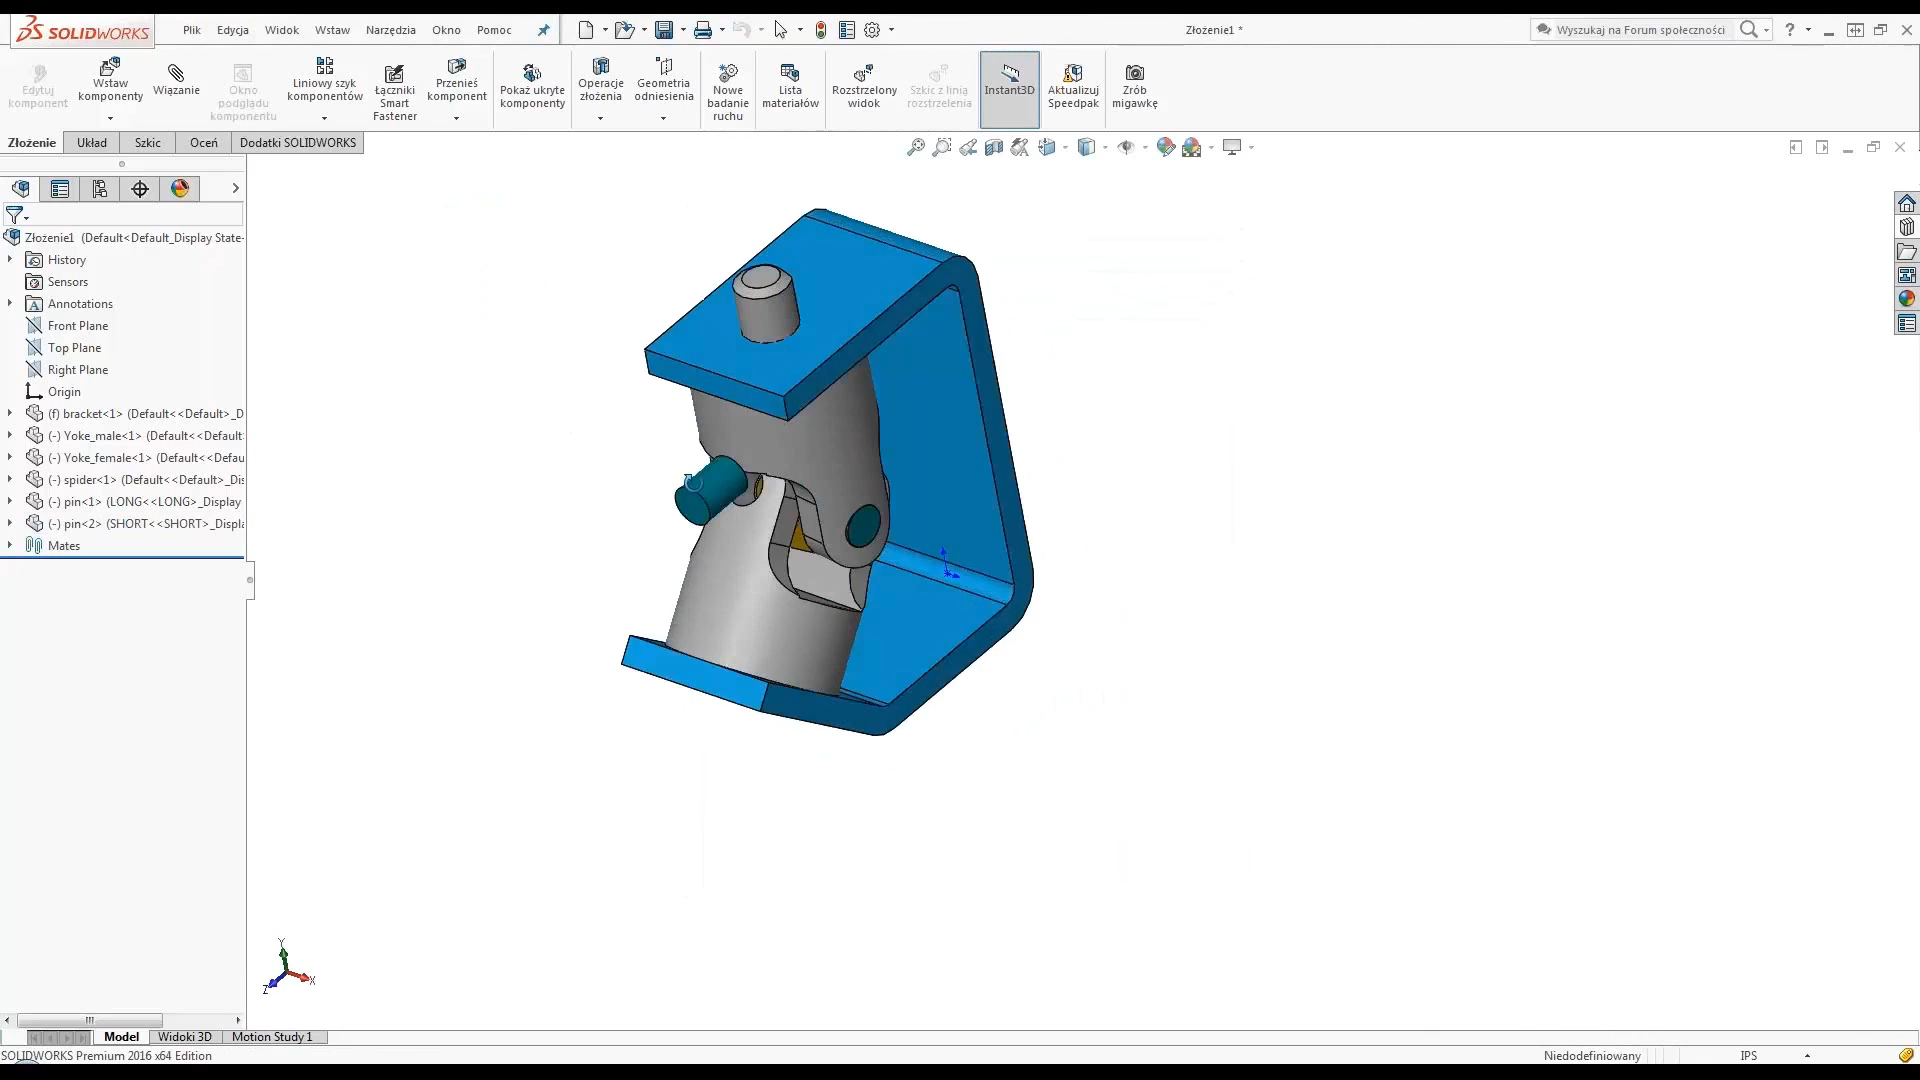 SOLIDWORKS
Plik Edycja Widok Wstaw Narzędzia Okno Pomoc
Złożenie1 *
Wyszukaj na Forum społeczności
?
Edytuj komponent
Wstaw komponenty
Wiązanie
Okno podglądu komponentu
Liniowy szyk komponentów
Łączniki Smart Fastener
Przenieś komponent
Pokaż ukryte komponenty
Operacje złożenia
Geometria odniesienia
Nowe badanie ruchu
Lista materiałów
Rozstrzelony widok
Szkic z linią rozstrzelenia
Instant3D
Aktualizuj Speedpak
Zrób migawkę
Złożenie Układ Szkic Oceń Dodatki SOLIDWORKS
Złożenie1 (Default<Default_Display State-
History
Sensors
Annotations
Front Plane
Top Plane
Right Plane
Origin
(f) bracket<1> (Default<<Default>_D
(-) Yoke_male<1> (Default<<Default
(-) Yoke_female<1> (Default<<Defau
(-) spider<1> (Default<<Default>_Dis
(-) pin<1> (LONG<<LONG>_Display
(-) pin<2> (SHORT<<SHORT>_Displa
Mates
Y
X
Z
Model Widoki 3D Motion Study 1
SOLIDWORKS Premium 2016 x64 Edition
Niedodefiniowany
IPS